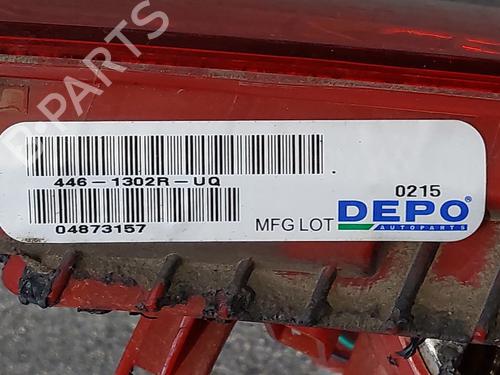 B-PARTS
446-1302R-UQ
04873157
MFG LOT
0215
DEPO®
AUTOPARTS